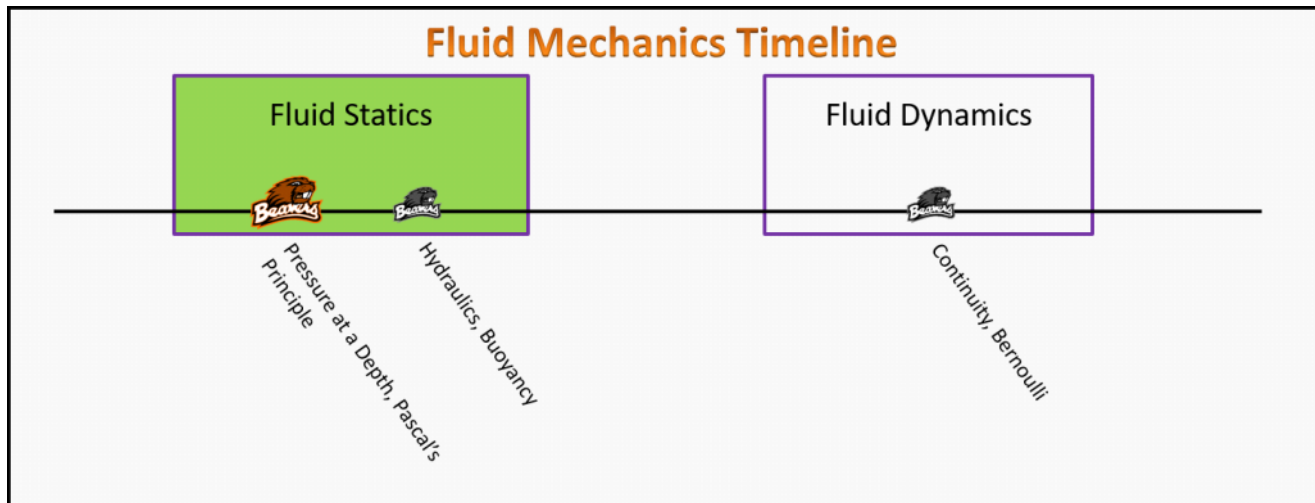 Fluid Mechanics Timeline
Fluid Statics
Fluid Dynamics
Beavers
Beavers
Beavers
Pressure at a Depth, Pascal's
Principle
Hydraulics, Buoyancy
Continuity, Bernoulli